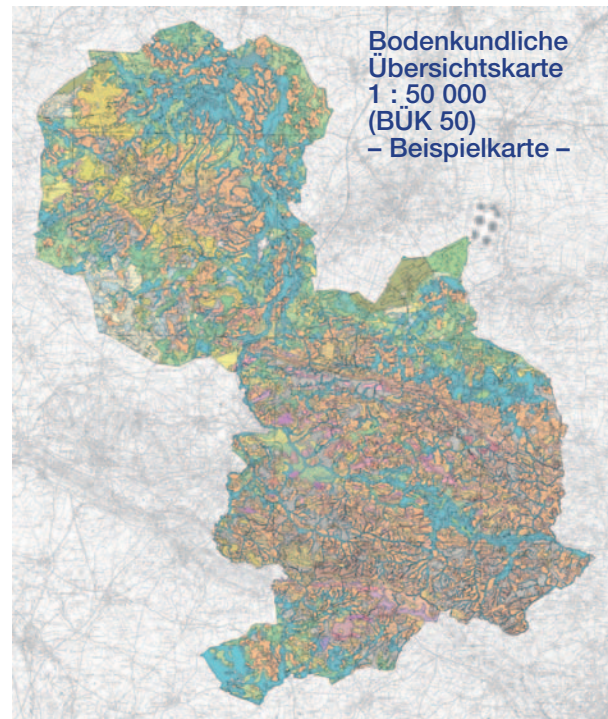 Bodenkundliche
Übersichtskarte
1 : 50 000
(BÜK 50)
– Beispielkarte –